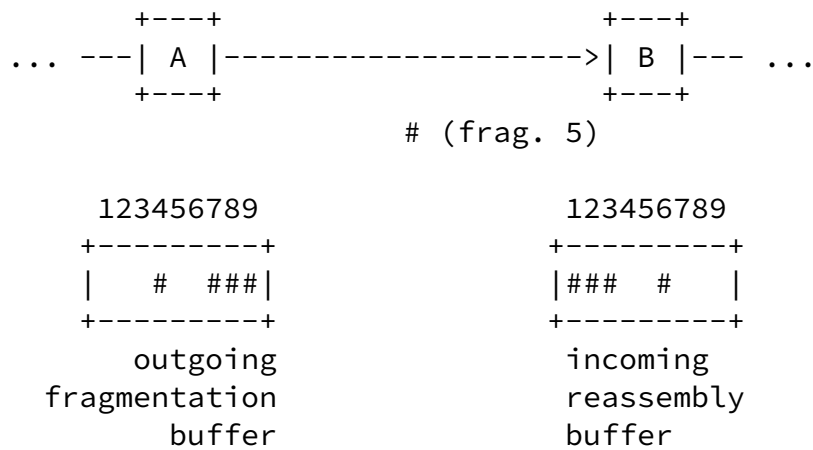 +---+                     +---+
... ---| A |-------------------->| B |--- ...
+---+                     +---+
# (frag. 5)
123456789                 123456789
+---------+               +---------+
|   #  ###|               |###  #   |
+---------+               +---------+
outgoing                incoming
fragmentation                reassembly
buffer                buffer